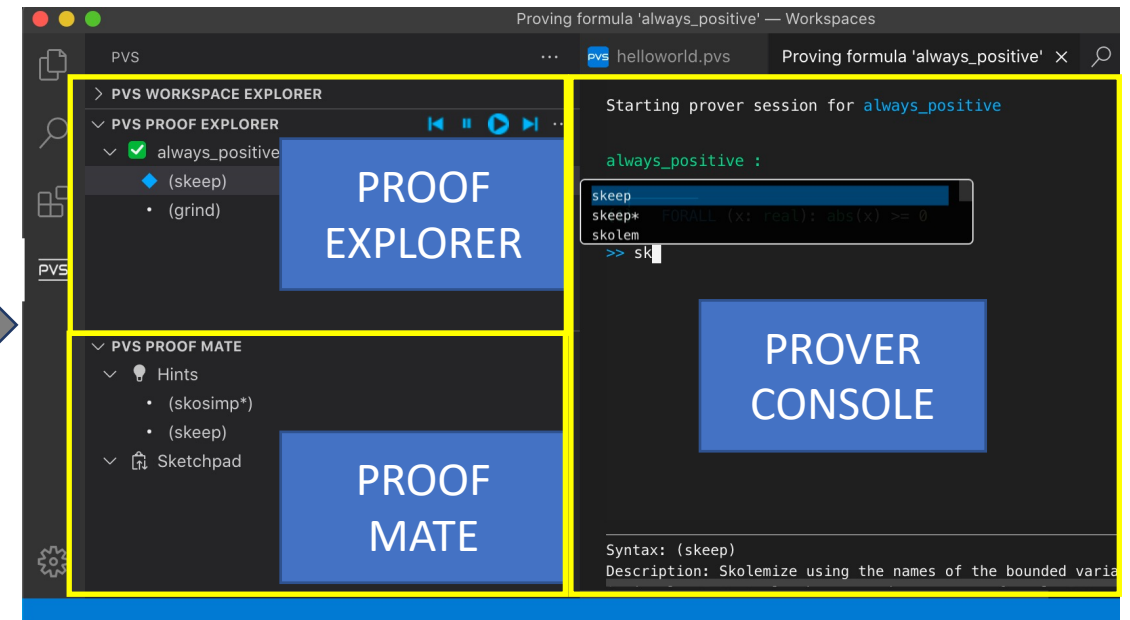 Proving formula 'always_positive' — Workspaces
PVS
···
PVS helloworld.pvs
Proving formula 'always_positive' ×
> PVS WORKSPACE EXPLORER
PVS PROOF EXPLORER
always_positive
(skeep)
• (grind)
PROOF
EXPLORER
PVS
PVS PROOF MATE
Hints
• (skosimp*)
• (skeep)
Sketchpad
PROOF
MATE
Starting prover session for always_positive
always_positive :
skeep
skeep* FORALL (x: real): abs(x) >= 0
skolem
>> sk
PROVER
CONSOLE
Syntax: (skeep)
Description: Skolemize using the names of the bounded varia